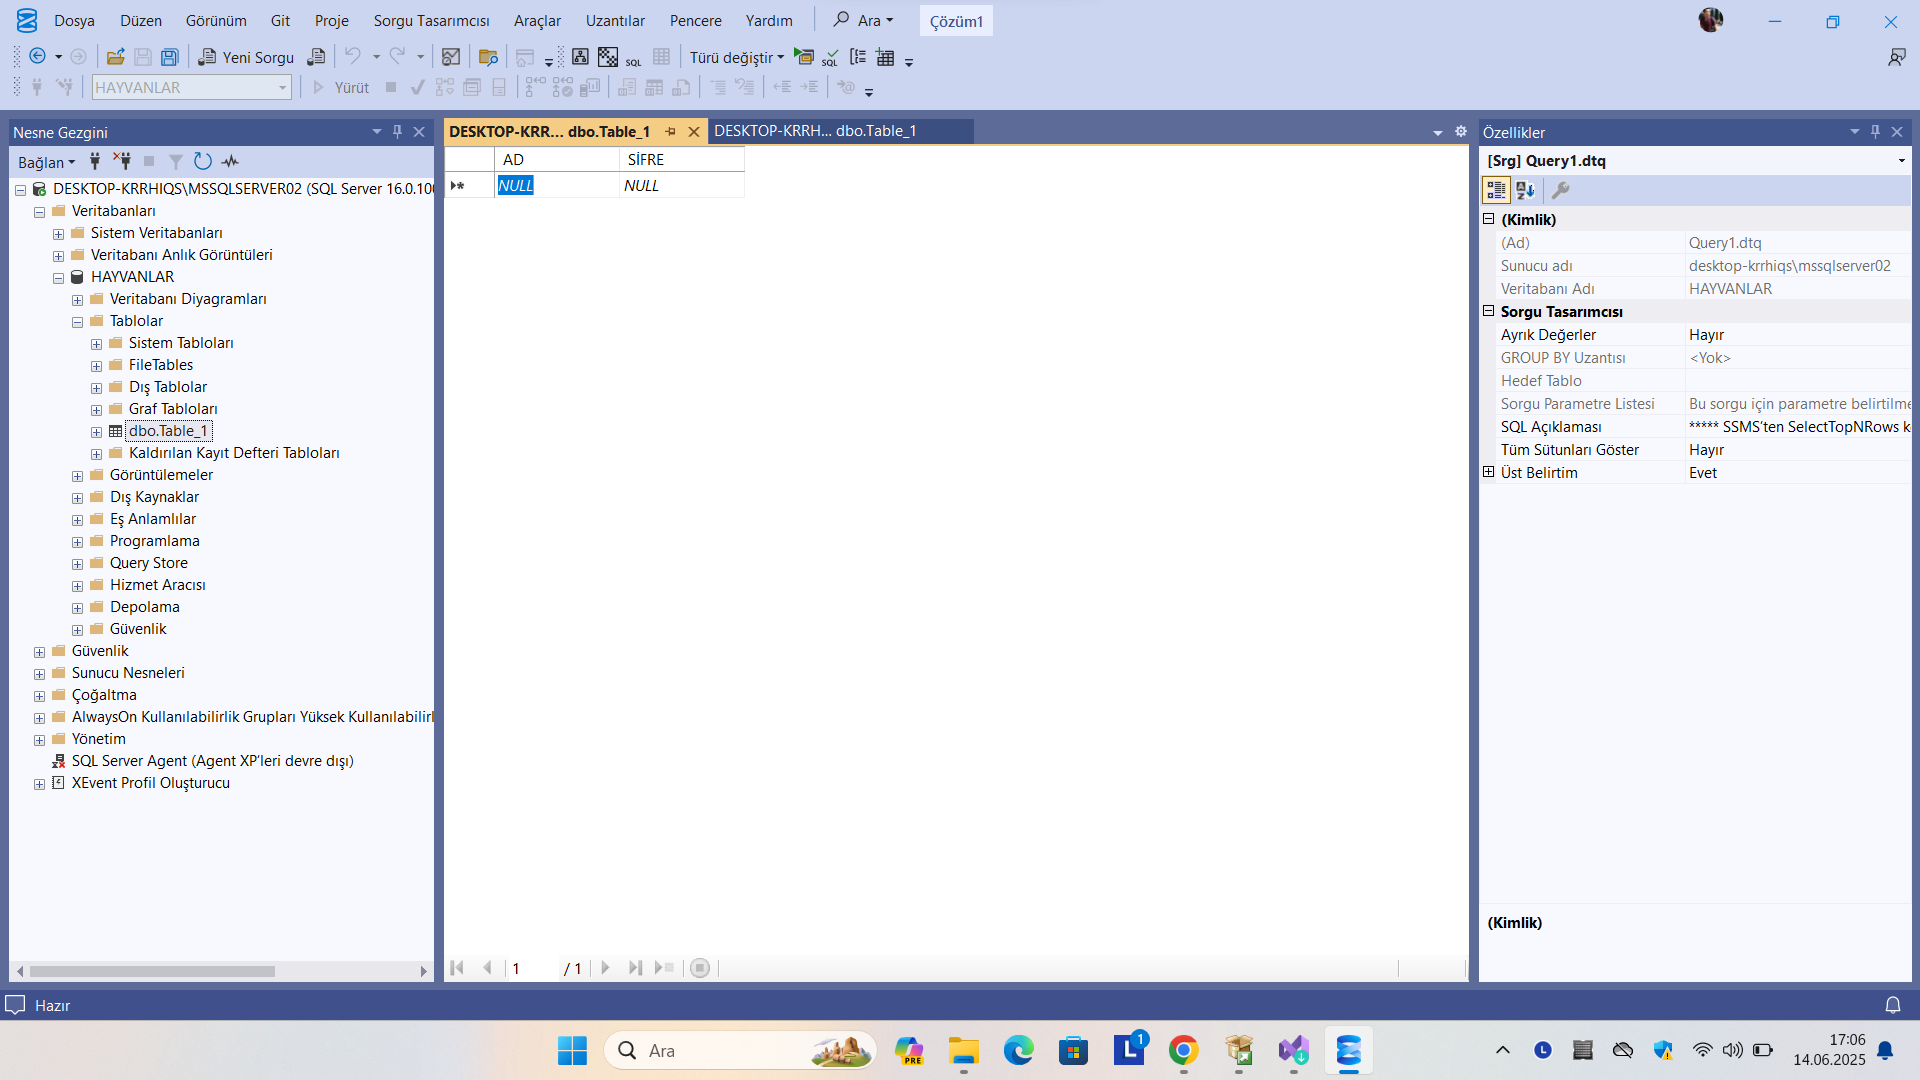 Dosya Düzen Görünüm Git Proje Sorgu Tasarımcısı Araçlar Uzantılar Pencere Yardım Ara Çözüm1
Yeni Sorgu SQL Türü değiştir SQL
HAYVANLAR Yürüt
Nesne Gezgini
Bağlan
DESKTOP-KRRHIQS\MSSQLSERVER02 (SQL Server 16.0.100
Veritabanları
Sistem Veritabanları
Veritabanı Anlık Görüntüleri
HAYVANLAR
Veritabanı Diyagramları
Tablolar
Sistem Tabloları
FileTables
Dış Tablolar
Graf Tabloları
dbo.Table_1
Kaldırılan Kayıt Defteri Tabloları
Görüntülemeler
Dış Kaynaklar
Eş Anlamlılar
Programlama
Query Store
Hizmet Aracısı
Depolama
Güvenlik
Güvenlik
Sunucu Nesneleri
Çoğaltma
AlwaysOn Kullanılabilirlik Grupları Yüksek Kullanılabilirl
Yönetim
SQL Server Agent (Agent XP'leri devre dışı)
XEvent Profil Oluşturucu
DESKTOP-KRR... dbo.Table_1 DESKTOP-KRRH... dbo.Table_1
AD SİFRE
NULL NULL
1 / 1
Özellikler
[Srg] Query1.dtq
(Kimlik)
(Ad) Query1.dtq
Sunucu adı desktop-krrhiqs\mssqlserver02
Veritabanı Adı HAYVANLAR
Sorgu Tasarımcısı
Ayrık Değerler Hayır
GROUP BY Uzantısı <Yok>
Hedef Tablo
Sorgu Parametre Listesi Bu sorgu için parametre belirtilme
SQL Açıklaması ***** SSMS'ten SelectTopNRows k
Tüm Sütunları Göster Hayır
Üst Belirtim Evet
(Kimlik)
Hazır
Ara PRE L 1 L
17:06
14.06.2025